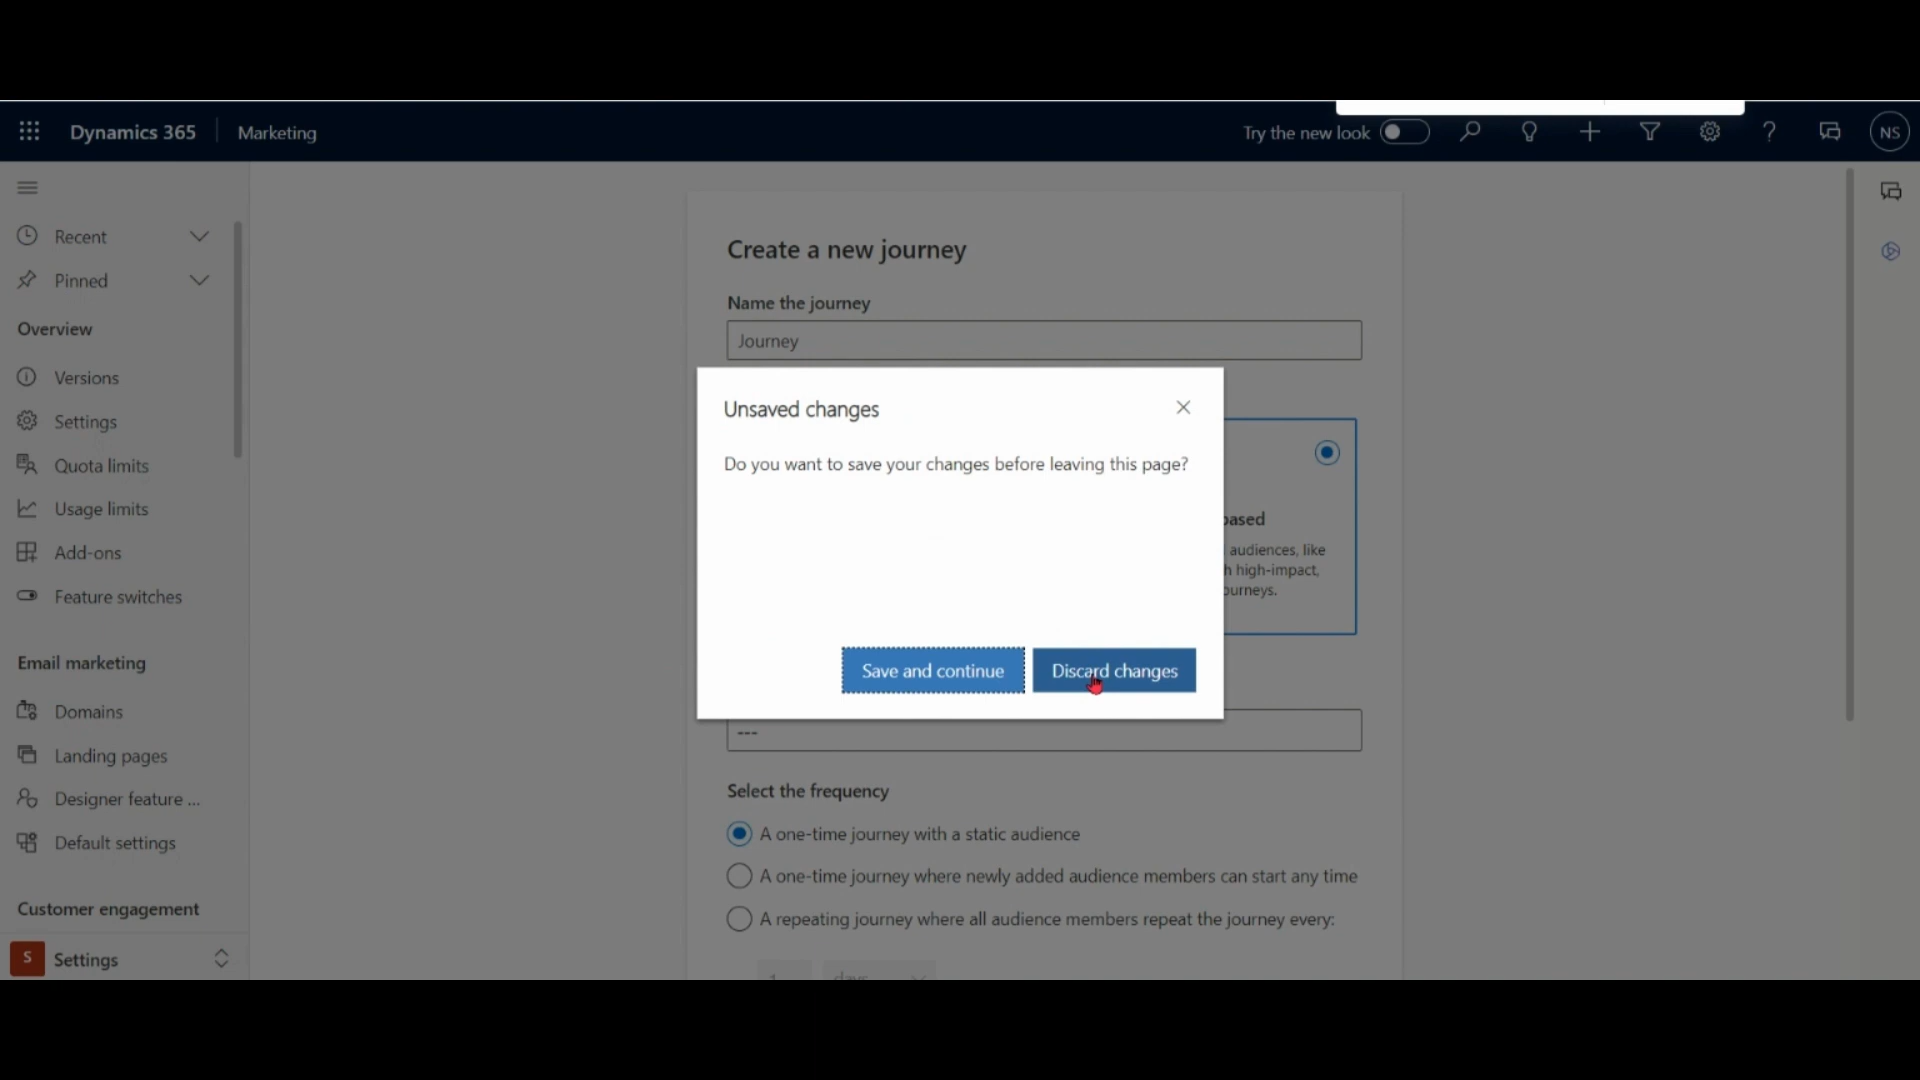 Dynamics 365
Marketing
Try the new look
NS
Recent
Pinned
Overview
Versions
Settings
Quota limits
Usage limits
Add-ons
Feature switches
Email marketing
Domains
Landing pages
Designer feature ...
Default settings
Customer engagement
S
Settings
Create a new journey
Name the journey
Journey
Unsaved changes
Do you want to save your changes before leaving this page?
Save and continue
Discard changes
based
audiences, like
h high-impact,
ourneys.
---
Select the frequency
A one-time journey with a static audience
A one-time journey where newly added audience members can start any time
A repeating journey where all audience members repeat the journey every:
1
days